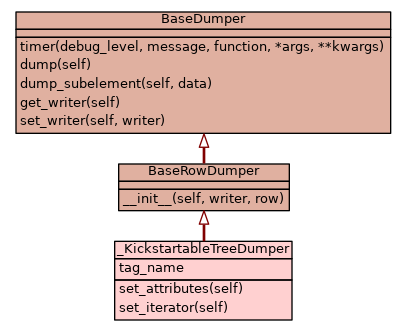 BaseDumper
timer(debug_level, message, function, *args, **kwargs)
dump(self)
dump_subelement(self, data)
get_writer(self)
set_writer(self, writer)
BaseRowDumper
__init__(self, writer, row)
_KickstartableTreeDumper
tag_name
set_attributes(self)
set_iterator(self)